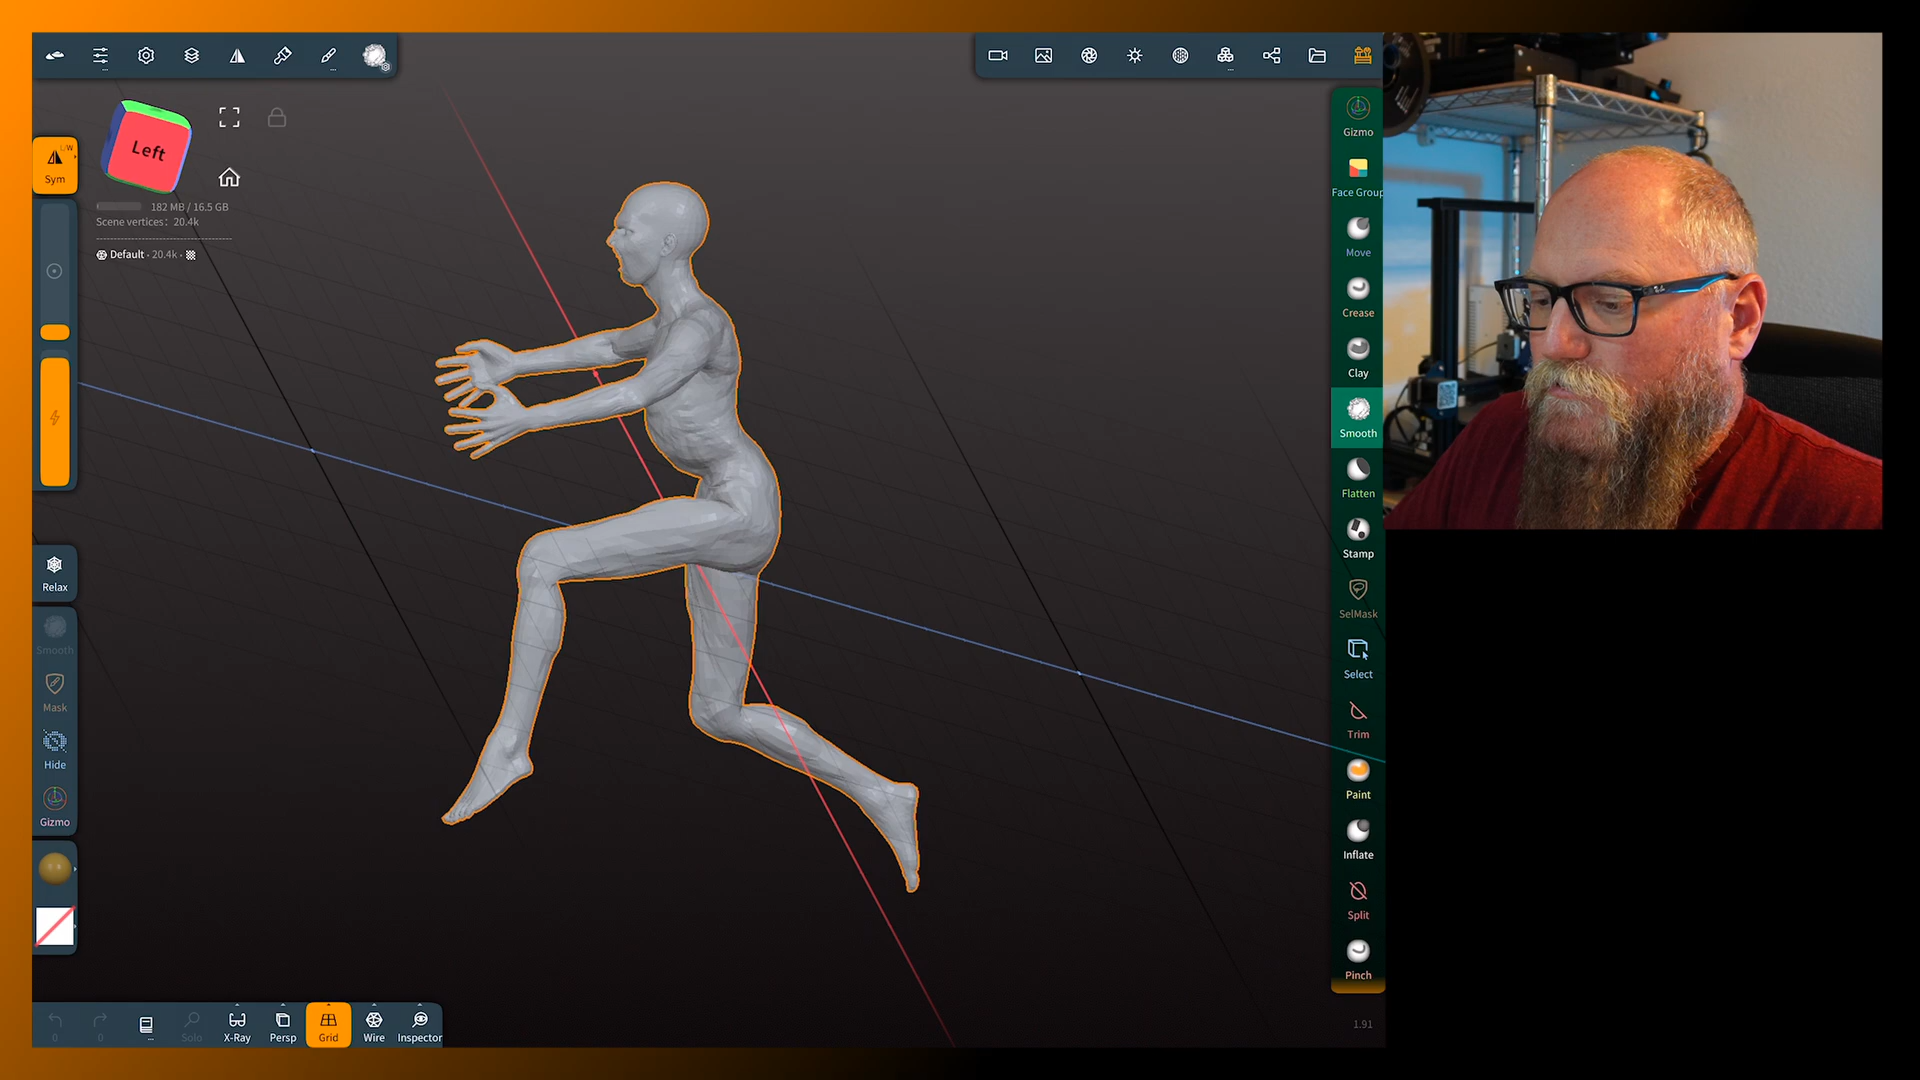 Left
L/W
Sym
182 MB / 16.5 GB
Scene vertices: 20.4k
Default · 20.4k ·
Relax
Smooth
Mask
Hide
Gizmo
0
0
...
Solo
X-Ray
Persp
Grid
Wire
Inspector
Gizmo
Face Group
Move
Crease
Clay
Smooth
Flatten
Stamp
SelMask
Select
Trim
Paint
Inflate
Split
Pinch
1.91